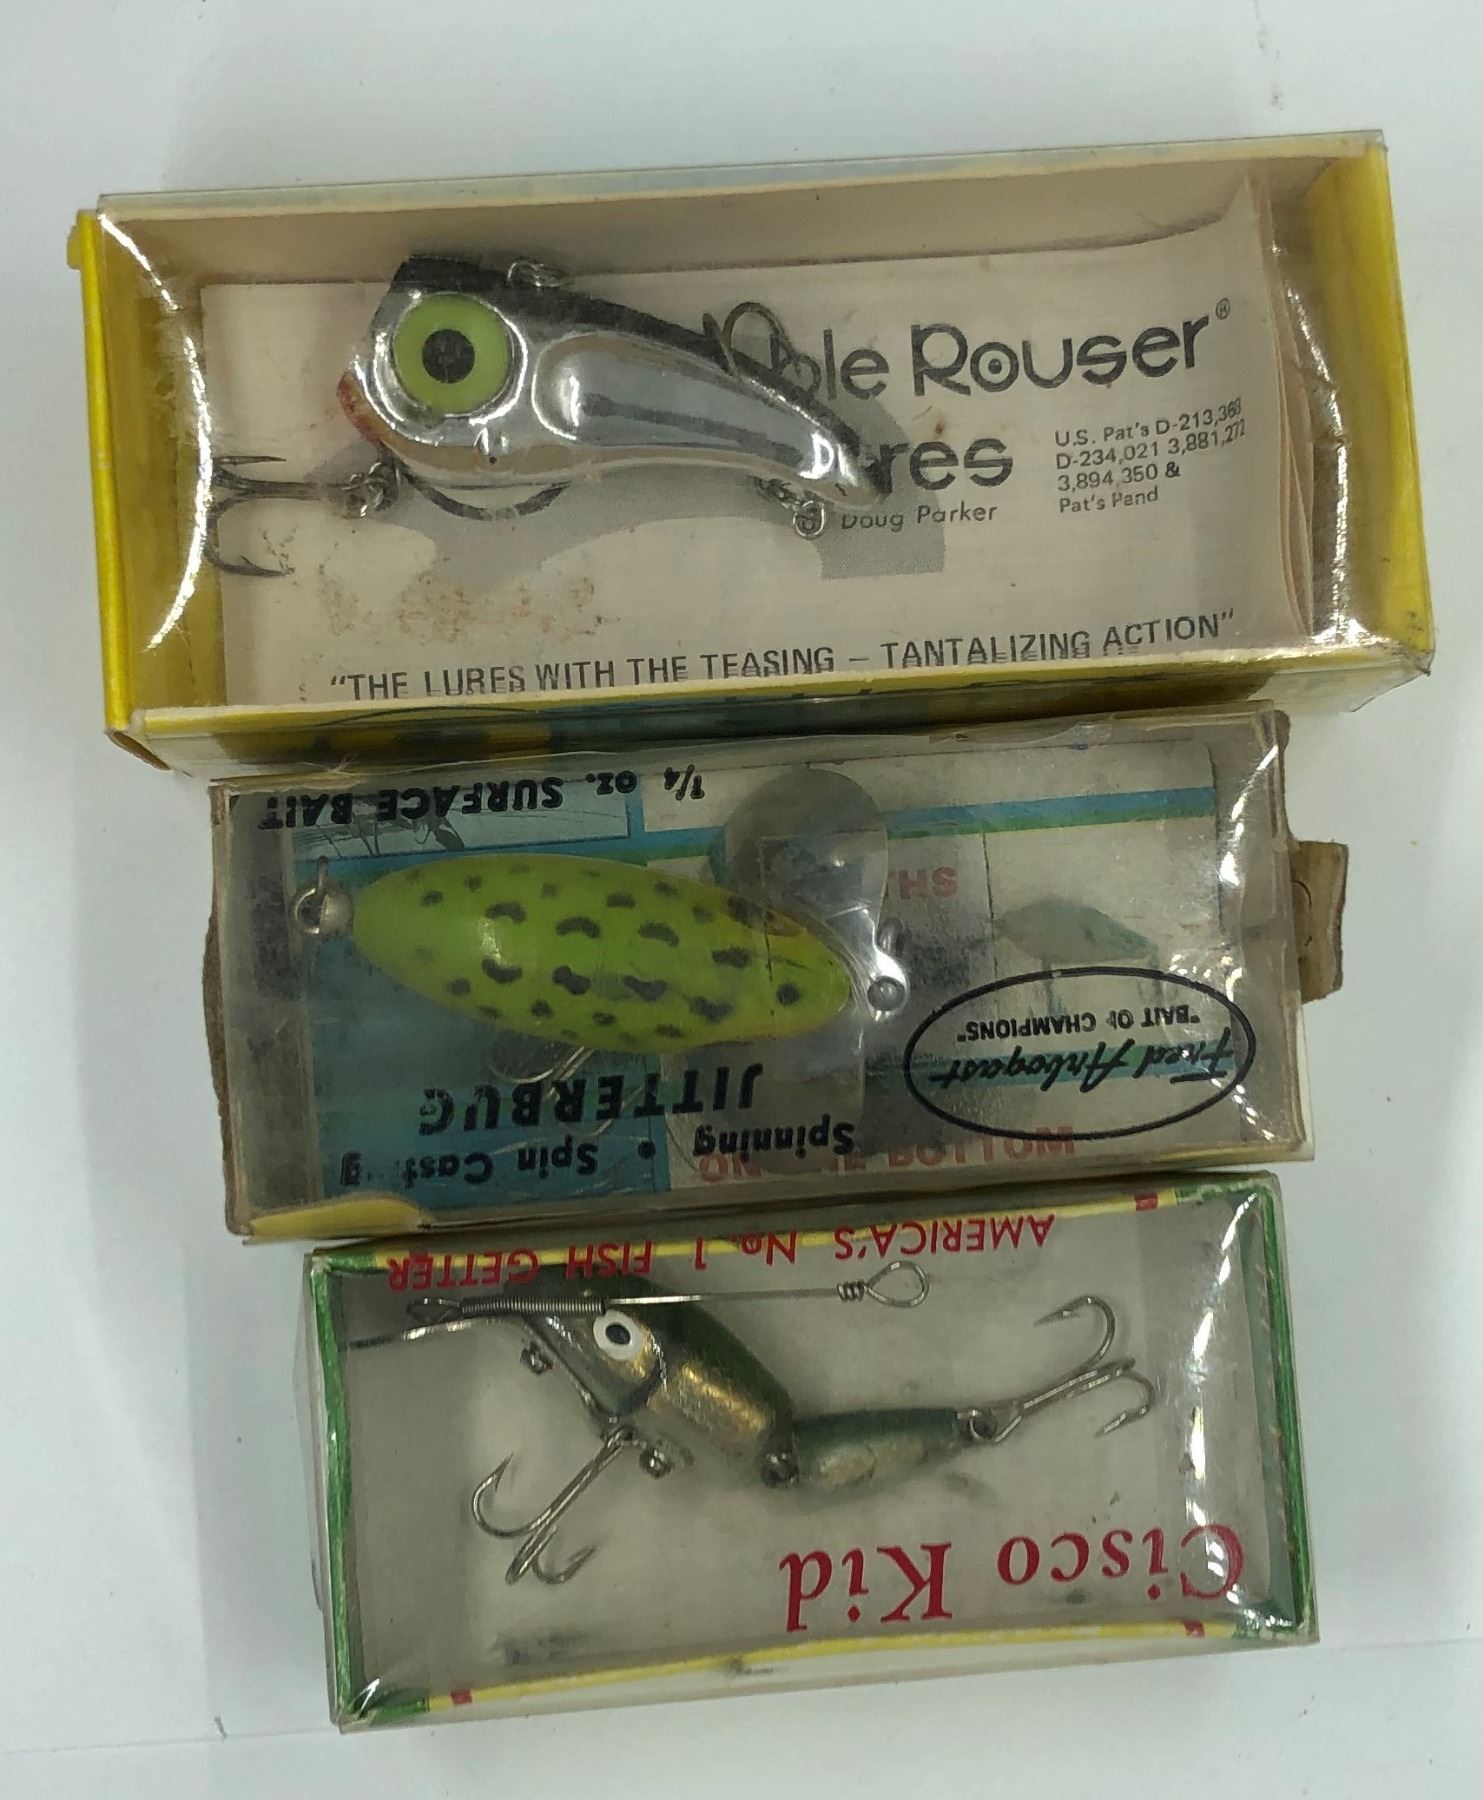 ole Rouser®
res
Doug Parker
U.S. Pat's D-213,368
D-234,021 3,881,272
3,894,350 &
Pat's Pend
"THE LURES WITH THE TEASING – TANTALIZING ACTION"
Spinning • Spin Cast g
JITTERBUG
Fred Arbogast
"BAIT OF CHAMPIONS"
1/4 oz. SURFACE BAIT
Cisco Kid
AMERICA'S No. 1 FISH GETTER